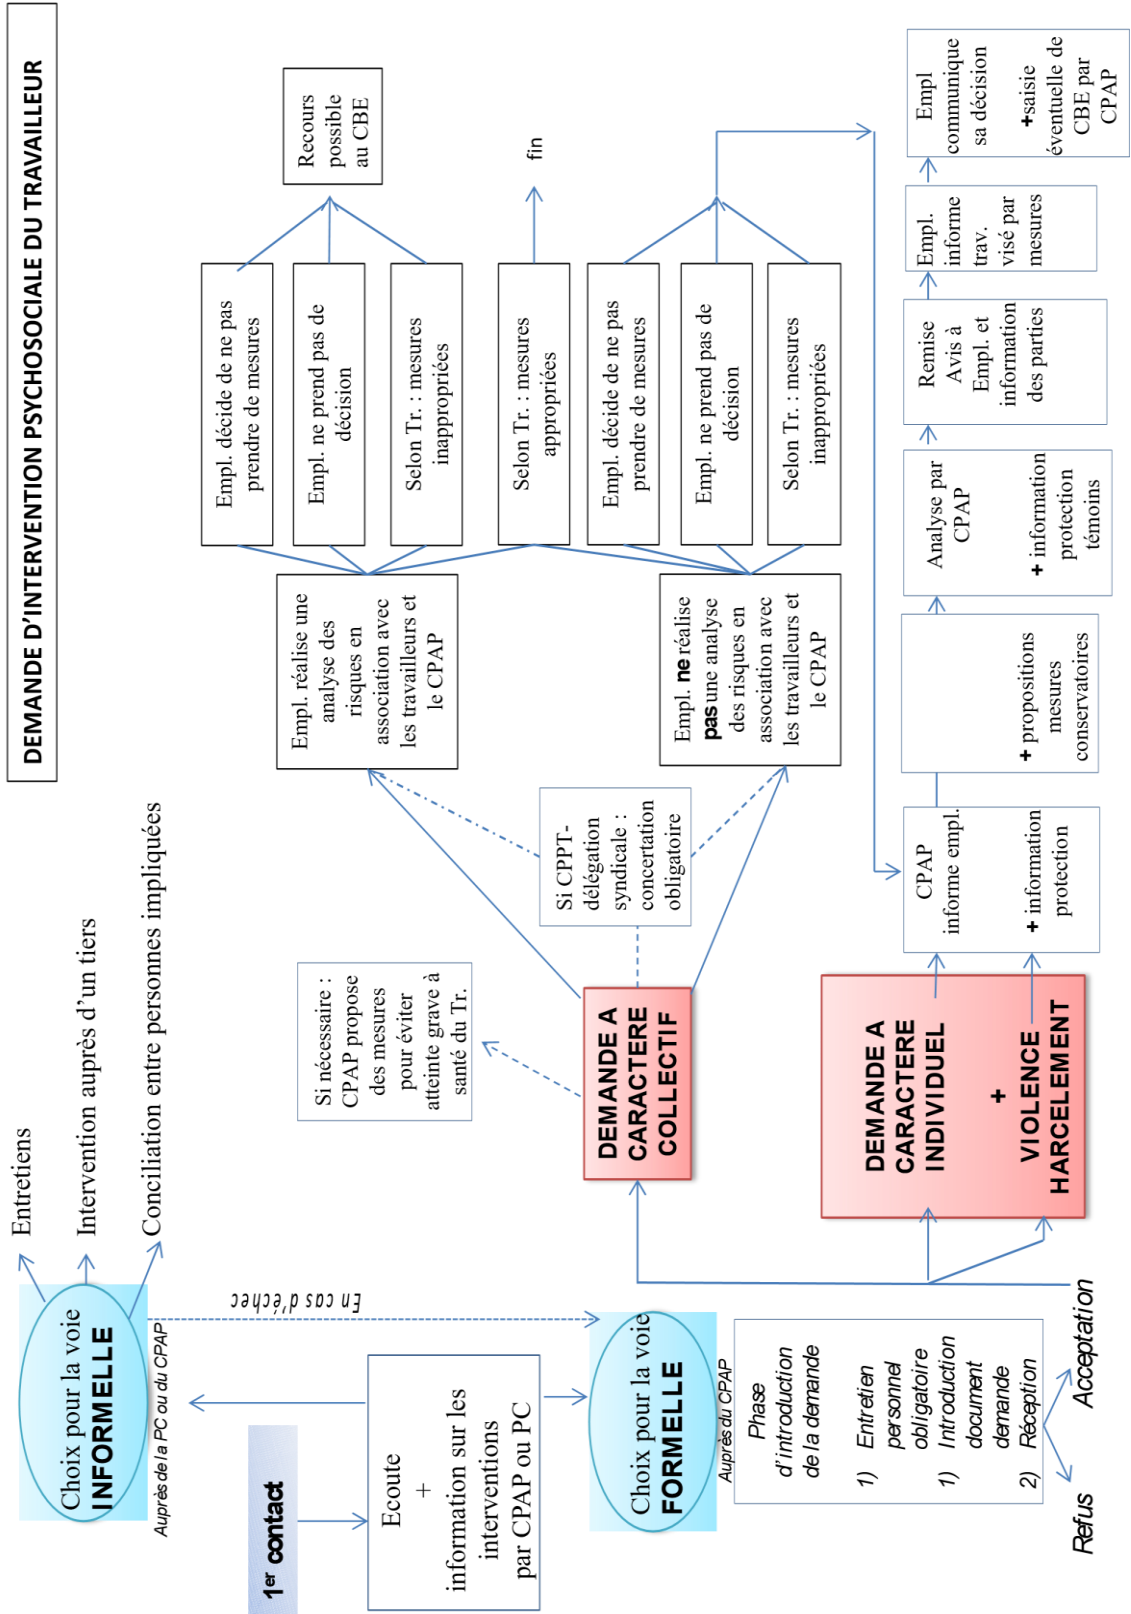 DEMANDE D'INTERVENTION PSYCHOSOCIALE DU TRAVAILLEUR
1er contact
Ecoute
+
information sur les
interventions
par CPAP ou PC
Choix pour la voie
INFORMELLE
Auprès de la PC ou du CPAP
Entretiens
Intervention auprès d'un tiers
Conciliation entre personnes impliquées
En cas d'échec
Choix pour la voie
FORMELLE
Auprès du CPAP
Phase
d'introduction
de la demande
1) Entretien
personnel
obligatoire
1) Introduction
document
demande
2) Réception
Refus
Acceptation
DEMANDE A
CARACTERE
COLLECTIF
Si nécessaire :
CPAP propose
des mesures
pour éviter
atteinte grave à
santé du Tr.
Si CPPT-
délégation
syndicale :
concertation
obligatoire
Empl. réalise une
analyse des
risques en
association avec
les travailleurs et
le CPAP
Empl. ne réalise
pas une analyse
des risques en
association avec
les travailleurs et
le CPAP
Empl. décide de ne pas
prendre de mesures
Empl. ne prend pas de
décision
Selon Tr. : mesures
inappropriées
Selon Tr. : mesures
appropriées
Empl. décide de ne pas
prendre de mesures
Empl. ne prend pas de
décision
Selon Tr. : mesures
inappropriées
Recours
possible
au CBE
fin
DEMANDE A
CARACTERE
INDIVIDUEL
+
VIOLENCE
HARCELEMENT
CPAP
informe empl.
+ information
protection
+ propositions
mesures
conservatoires
Analyse par
CPAP
+ information
protection
témoins
Remise
Avis à
Empl. et
information
des parties
Empl.
informe
trav.
visé par
mesures
Empl
communique
sa décision
+saisie
éventuelle de
CBE par
CPAP